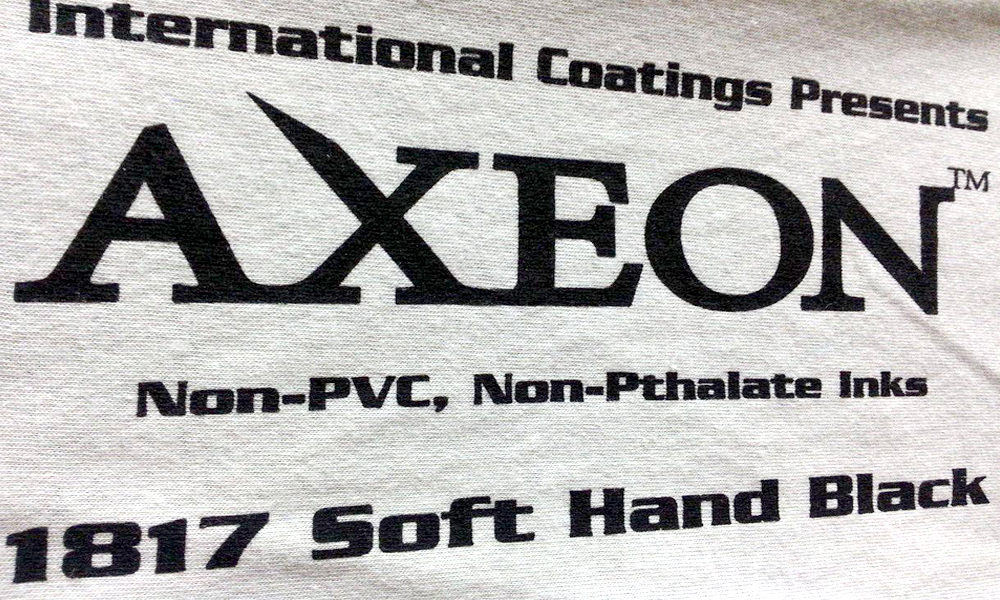 International Coatings Presents
AXEON™
Non-PVC, Non-Pthalate Inks
1817 Soft Hand Black